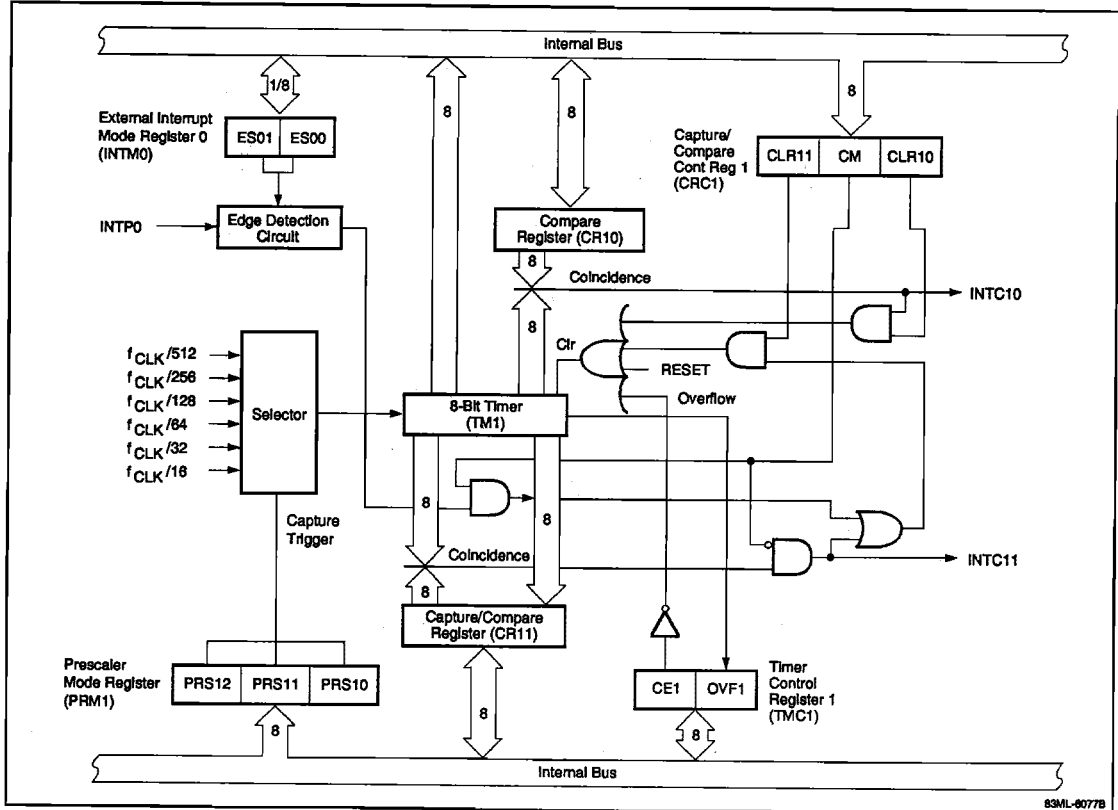 Internal Bus
1/8
8
8
8
External Interrupt
Mode Register 0
(INTM0)
ES01 ES00
Capture/
Compare
Cont Reg 1
(CRC1)
CLR11 CM CLR10
INTP0
Edge Detection
Circuit
Compare
Register (CR10)
8
Coincidence
INTC10
8
Clr
RESET
Overflow
fCLK/512
fCLK/256
fCLK/128
fCLK/64
fCLK/32
fCLK/16
Selector
8-Bit Timer
(TM1)
Capture
Trigger
8
8
Coincidence
INTC11
8
Capture/Compare
Register (CR11)
Prescaler
Mode Register
(PRM1)
PRS12 PRS11 PRS10
CE1 OVF1
Timer
Control
Register 1
(TMC1)
8
8
8
Internal Bus
83ML-6077B